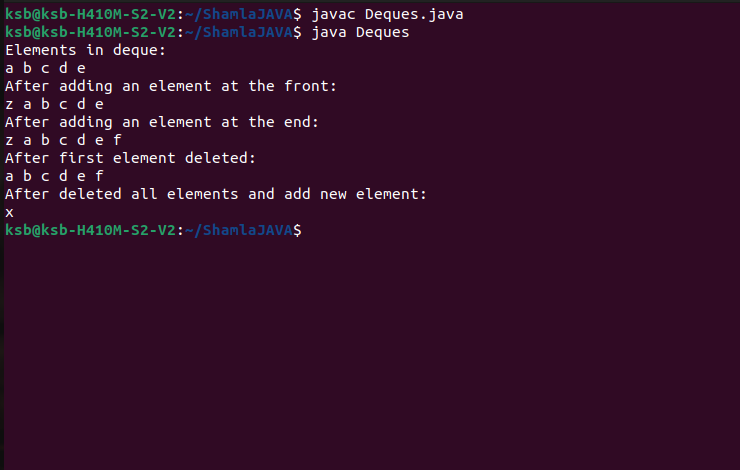 ksb@ksb-H410M-S2-V2:~/ShamlaJAVA$ javac Deques.java
ksb@ksb-H410M-S2-V2:~/ShamlaJAVA$ java Deques
Elements in deque:
a b c d e
After adding an element at the front:
z a b c d e
After adding an element at the end:
z a b c d e f
After first element deleted:
a b c d e f
After deleted all elements and add new element:
x
ksb@ksb-H410M-S2-V2:~/ShamlaJAVA$